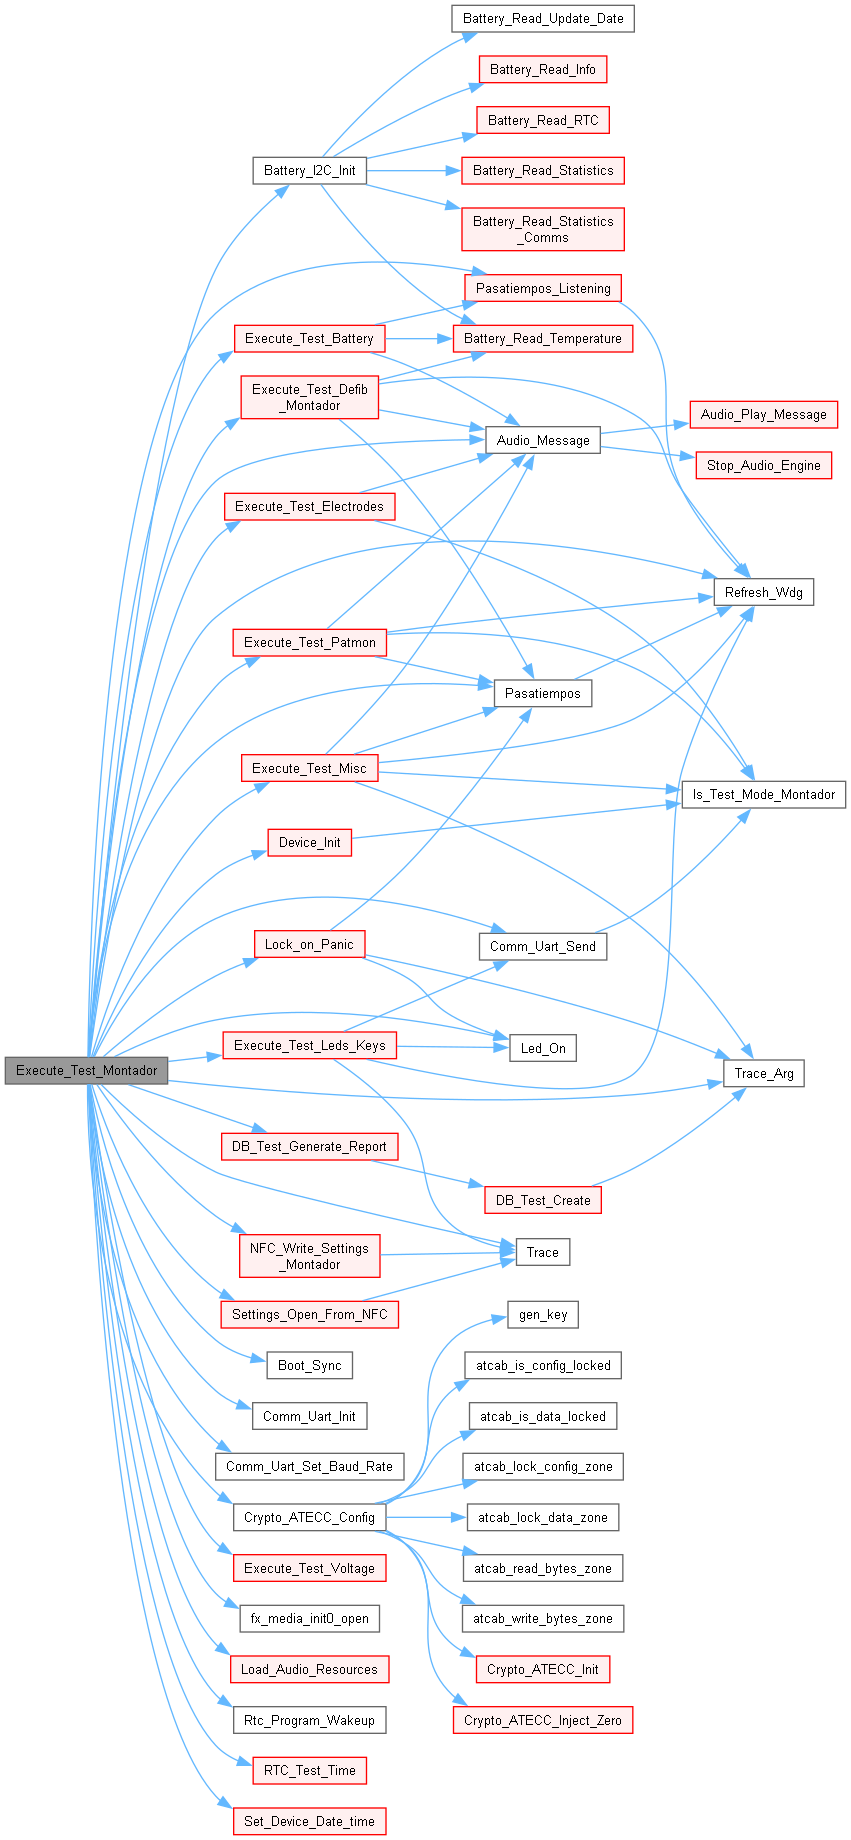 Battery_Read_Update_Date
Battery_Read_Info
Battery_Read_RTC
Battery_I2C_Init
Battery_Read_Statistics
Battery_Read_Statistics
_Comms
Pasatiempos_Listening
Execute_Test_Battery
Battery_Read_Temperature
Execute_Test_Defib
_Montador
Audio_Play_Message
Audio_Message
Stop_Audio_Engine
Execute_Test_Electrodes
Refresh_Wdg
Execute_Test_Patmon
Pasatiempos
Execute_Test_Misc
Is_Test_Mode_Montador
Device_Init
Lock_on_Panic
Comm_Uart_Send
Execute_Test_Leds_Keys
Led_On
Execute_Test_Montador
Trace_Arg
DB_Test_Generate_Report
DB_Test_Create
NFC_Write_Settings
_Montador
Trace
Settings_Open_From_NFC
gen_key
Boot_Sync
atcab_is_config_locked
Comm_Uart_Init
atcab_is_data_locked
Comm_Uart_Set_Baud_Rate
atcab_lock_config_zone
Crypto_ATECC_Config
atcab_lock_data_zone
Execute_Test_Voltage
atcab_read_bytes_zone
fx_media_init0_open
atcab_write_bytes_zone
Load_Audio_Resources
Crypto_ATECC_Init
Rtc_Program_Wakeup
Crypto_ATECC_Inject_Zero
RTC_Test_Time
Set_Device_Date_time